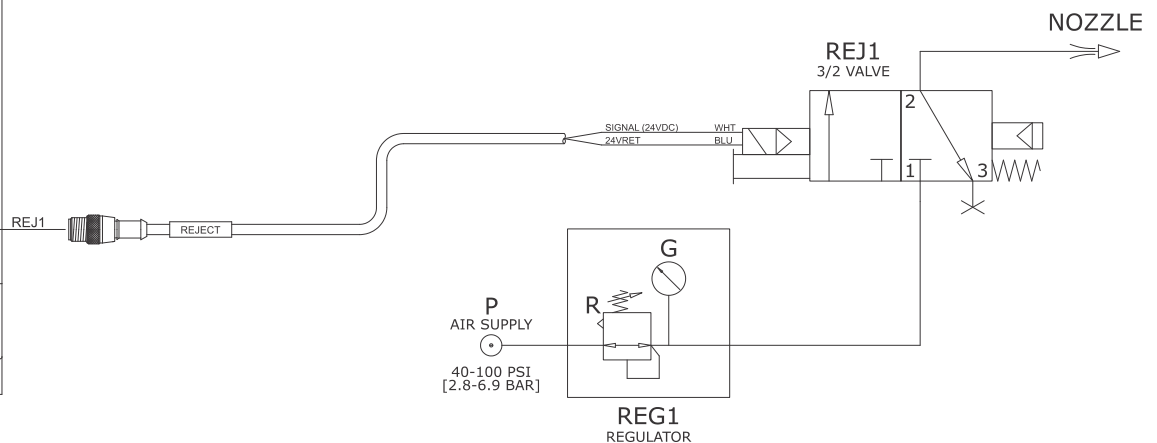 NOZZLE
REJ1
3/2 VALVE
2
SIGNAL (24VDC) WHT
24VRET BLU
1
3
REJ1
REJECT
G
P
AIR SUPPLY
R
40-100 PSI
[2.8-6.9 BAR]
REG1
REGULATOR